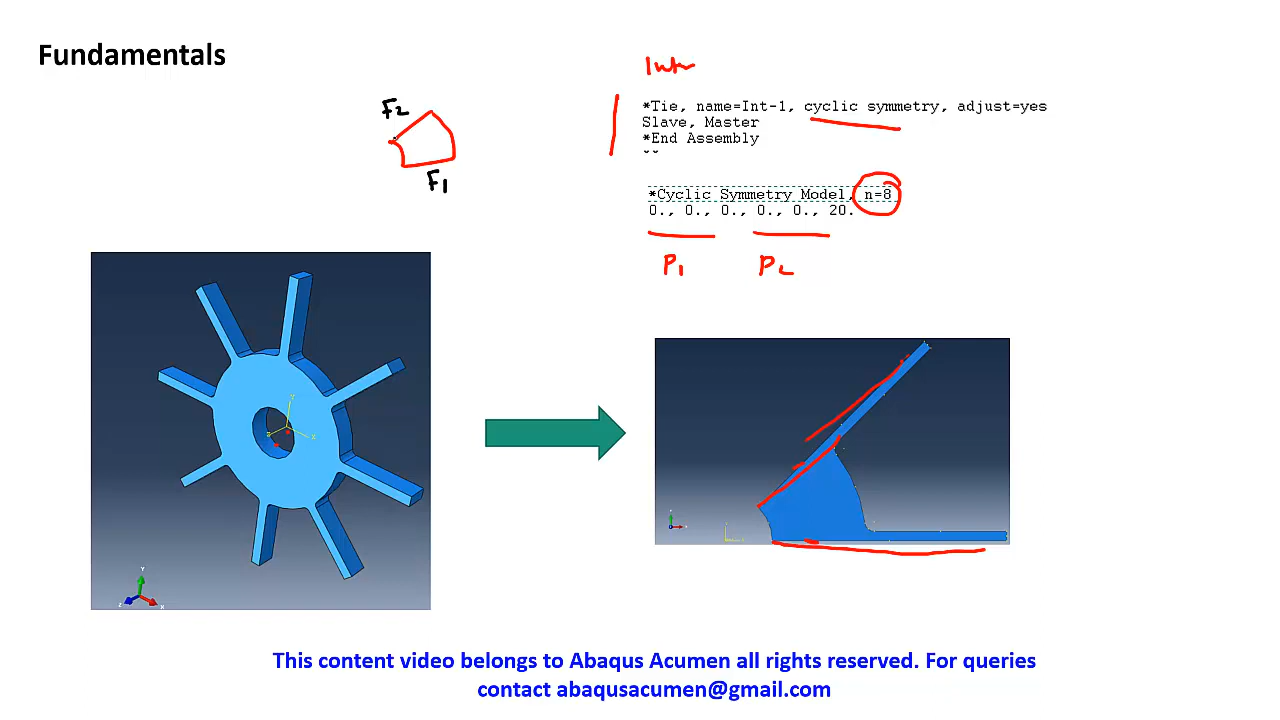 Fundamentals
Inter
F2
F1
*Tie, name=Int-1, cyclic symmetry, adjust=yes
Slave, Master
*End Assembly
**
*Cyclic Symmetry Model, n=8
0., 0., 0., 0., 0., 20.
P1 P2
Y
X
Z
This content video belongs to Abaqus Acumen all rights reserved. For queries
contact abaqusacumen@gmail.com